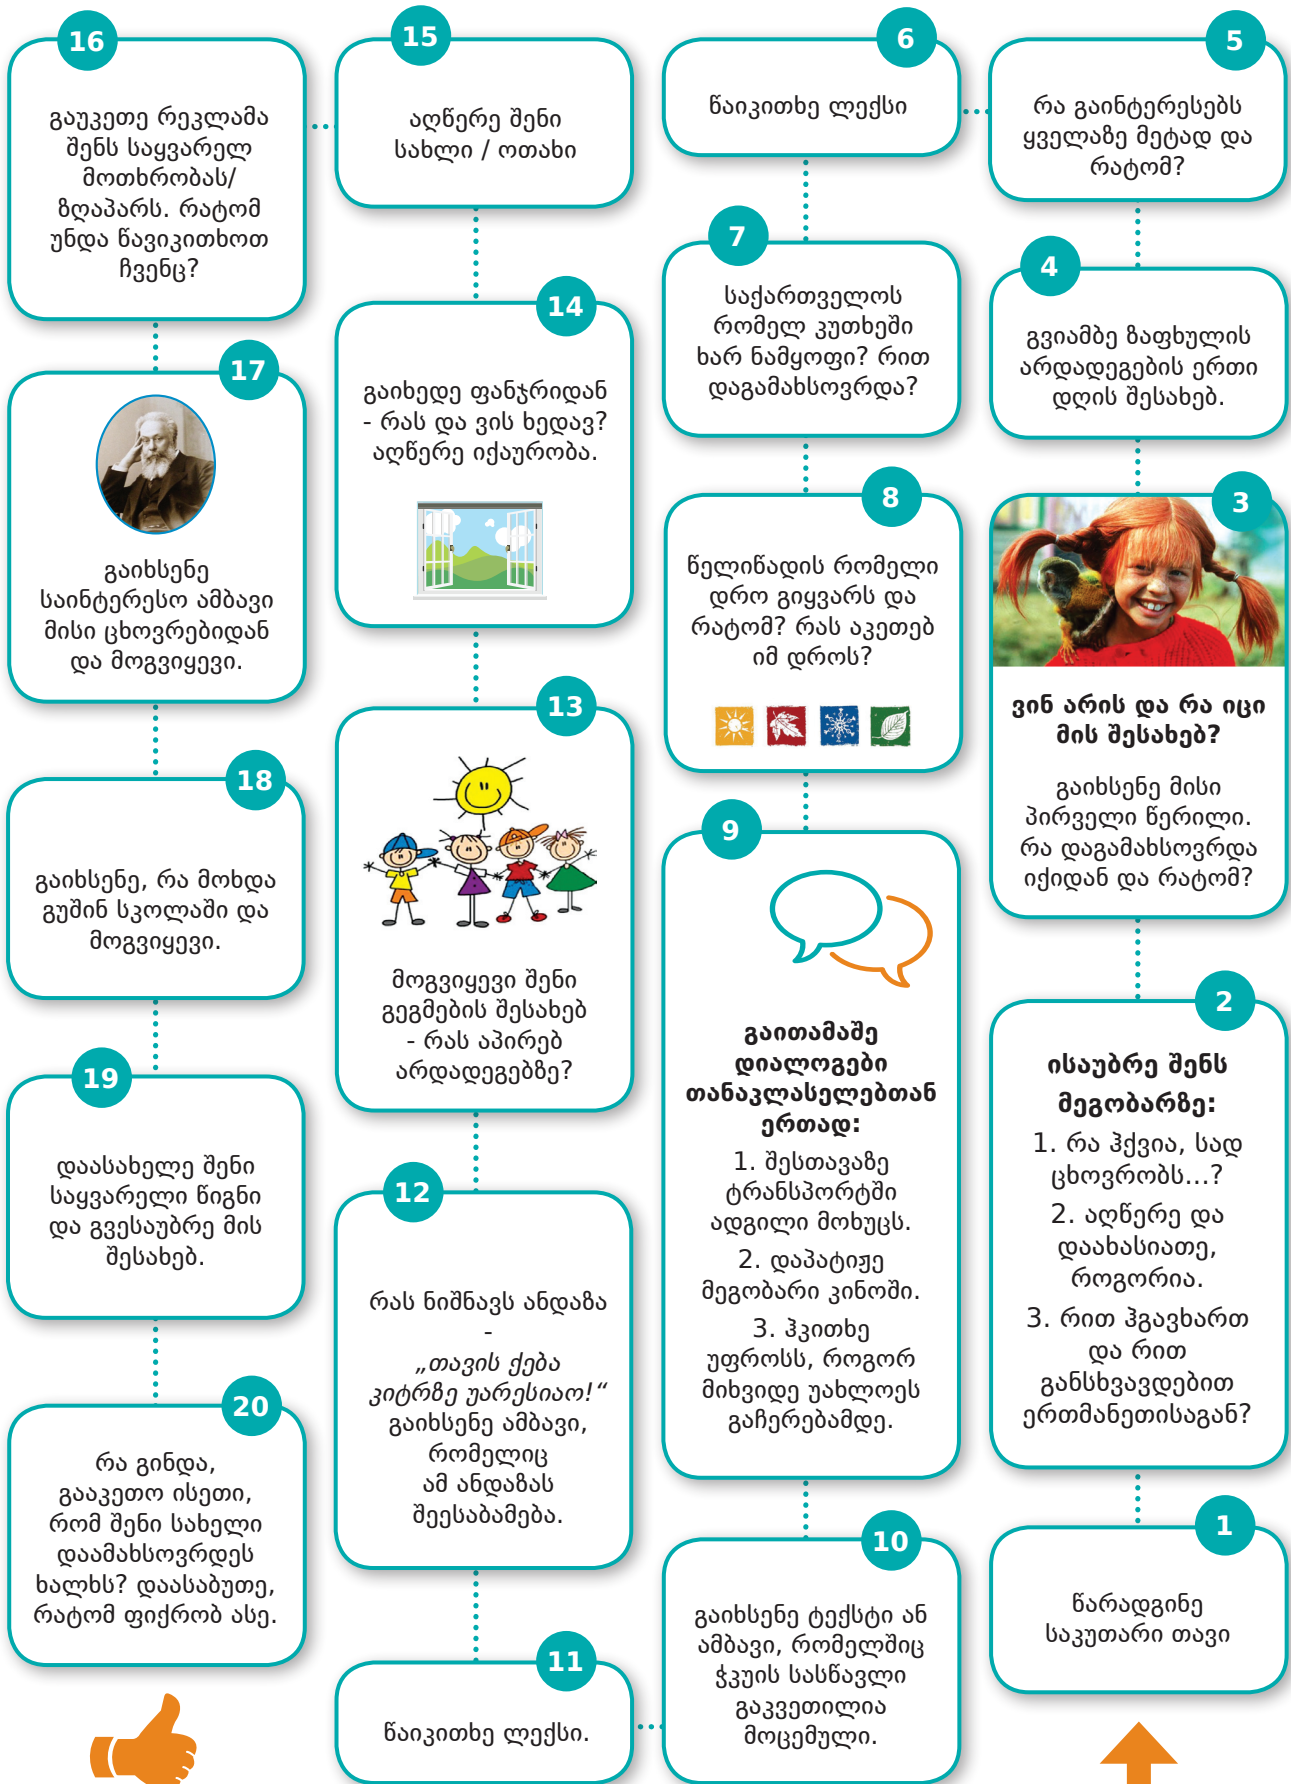 1
წარადგინე
საკუთარი თავი
2
ისაუბრე შენს
მეგობარზე:
1. რა ჰქვია, სად
ცხოვრობს...?
2. აღწერე და
დაახასიათე,
როგორია.
3. რით ჰგავხართ
და რით
განსხვავდებით
ერთმანეთისაგან?
3
ვინ არის და რა იცი
მის შესახებ?
გაიხსენე მისი
პირველი წერილი.
რა დაგამახსოვრდა
იქიდან და რატომ?
4
გვიამბე ზაფხულის
არდადეგების ერთი
დღის შესახებ.
5
რა გაინტერესებს
ყველაზე მეტად და
რატომ?
6
წაიკითხე ლექსი
7
საქართველოს
რომელ კუთხეში
ხარ ნამყოფი? რით
დაგამახსოვრდა?
8
წელიწადის რომელი
დრო გიყვარს და
რატომ? რას აკეთებ
იმ დროს?
9
გაითამაშე
დიალოგები
თანაკლასელებთან
ერთად:
1. შესთავაზე
ტრანსპორტში
ადგილი მოხუცს.
2. დაპატიჟე
მეგობარი კინოში.
3. ჰკითხე
უფროსს, როგორ
მიხვიდე უახლოეს
გაჩერებამდე.
10
გაიხსენე ტექსტი ან
ამბავი, რომელშიც
ჭკუის სასწავლი
გაკვეთილია
მოცემული.
11
წაიკითხე ლექსი.
12
რას ნიშნავს ანდაზა
-
„თავის ქება
კიტრზე უარესიაო!“
გაიხსენე ამბავი,
რომელიც
ამ ანდაზას
შეესაბამება.
13
მოგვიყევი შენი
გეგმების შესახებ
- რას აპირებ
არდადეგებზე?
14
გაიხედე ფანჯრიდან
- რას და ვის ხედავ?
აღწერე იქაურობა.
15
აღწერე შენი
სახლი / ოთახი
16
გაუკეთე რეკლამა
შენს საყვარელ
მოთხრობას/
ზღაპარს. რატომ
უნდა წავიკითხოთ
ჩვენც?
17
გაიხსენე
საინტერესო ამბავი
მისი ცხოვრებიდან
და მოგვიყევი.
18
გაიხსენე, რა მოხდა
გუშინ სკოლაში და
მოგვიყევი.
19
დაასახელე შენი
საყვარელი წიგნი
და გვესაუბრე მის
შესახებ.
20
რა გინდა,
გააკეთო ისეთი,
რომ შენი სახელი
დაამახსოვრდეს
ხალხს? დაასაბუთე,
რატომ ფიქრობ ასე.